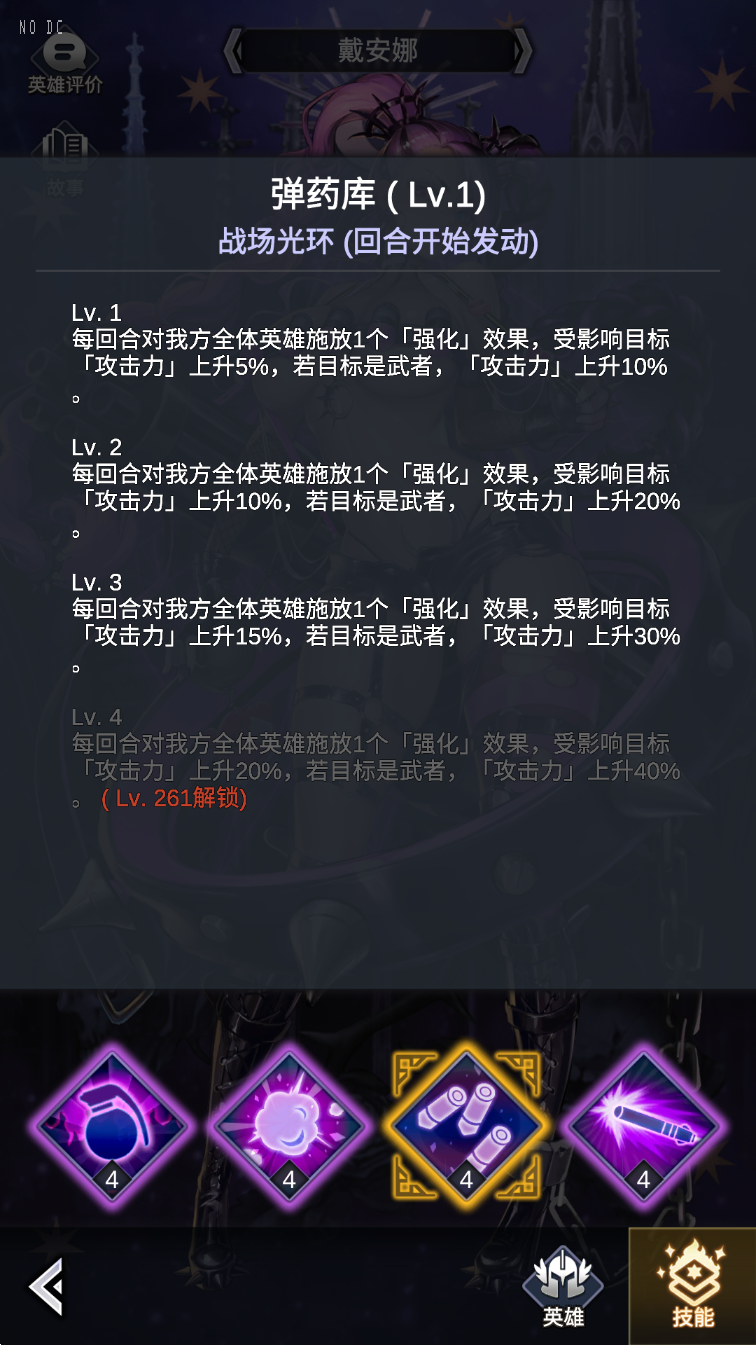 NO DC
戴安娜
英雄评价
故事
弹药库 ( Lv.1)
战场光环 (回合开始发动)
Lv. 1
每回合对我方全体英雄施放1个「强化」效果，受影响目标
「攻击力」上升5%，若目标是武者，「攻击力」上升10%
。
Lv. 2
每回合对我方全体英雄施放1个「强化」效果，受影响目标
「攻击力」上升10%，若目标是武者，「攻击力」上升20%
。
Lv. 3
每回合对我方全体英雄施放1个「强化」效果，受影响目标
「攻击力」上升15%，若目标是武者，「攻击力」上升30%
。
Lv. 4
每回合对我方全体英雄施放1个「强化」效果，受影响目标
「攻击力」上升20%，若目标是武者，「攻击力」上升40%
。 ( Lv. 261解锁)
4 4 4 4
英雄 技能